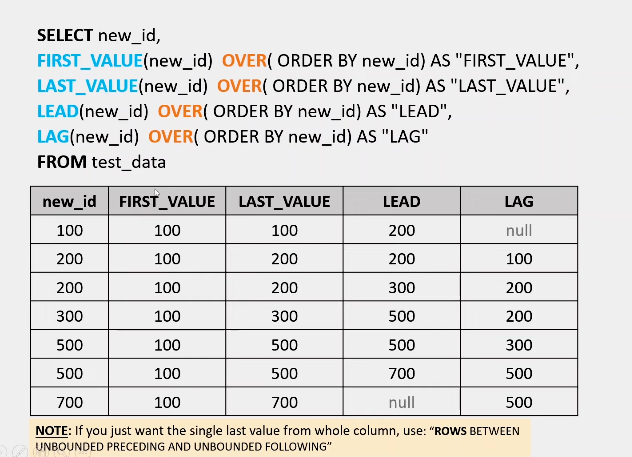 SELECT new_id,
FIRST_VALUE(new_id) OVER( ORDER BY new_id) AS "FIRST_VALUE",
LAST_VALUE(new_id) OVER( ORDER BY new_id) AS "LAST_VALUE",
LEAD(new_id) OVER( ORDER BY new_id) AS "LEAD",
LAG(new_id) OVER( ORDER BY new_id) AS "LAG"
FROM test_data
new_id FIRST_VALUE LAST_VALUE LEAD LAG
100 100 100 200 null
200 100 200 200 100
200 100 200 300 200
300 100 300 500 200
500 100 500 500 300
500 100 500 700 500
700 100 700 null 500
NOTE: If you just want the single last value from whole column, use: “ROWS BETWEEN
UNBOUNDED PRECEDING AND UNBOUNDED FOLLOWING”